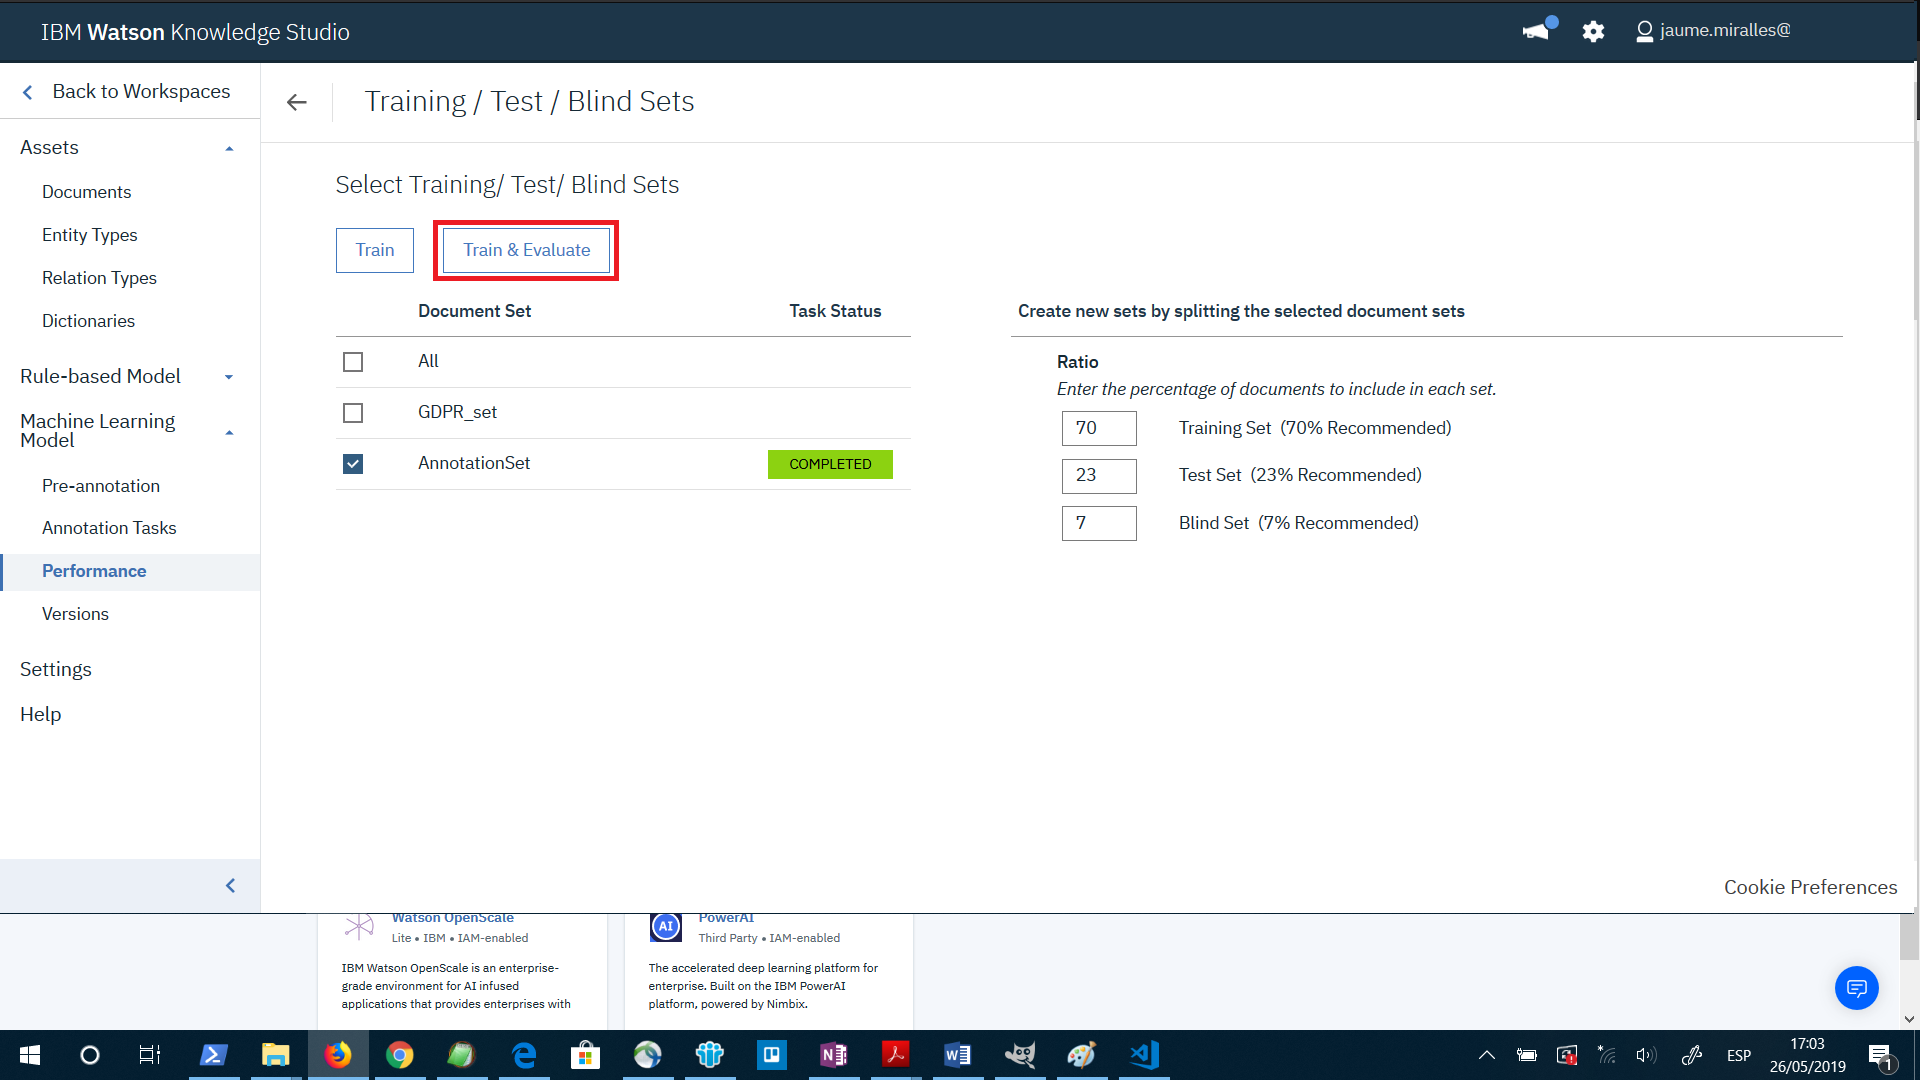 IBM Watson Knowledge Studio
jaume.miralles@
Back to Workspaces
Training / Test / Blind Sets
Assets
Documents
Entity Types
Relation Types
Dictionaries
Rule-based Model
Machine Learning
Model
Pre-annotation
Annotation Tasks
Performance
Versions
Settings
Help
Select Training/ Test/ Blind Sets
Train
Train & Evaluate
Document Set
Task Status
All
GDPR_set
AnnotationSet
COMPLETED
Create new sets by splitting the selected document sets
Ratio
Enter the percentage of documents to include in each set.
70
Training Set (70% Recommended)
23
Test Set (23% Recommended)
7
Blind Set (7% Recommended)
Cookie Preferences
Watson OpenScale
Lite • IBM • IAM-enabled
IBM Watson OpenScale is an enterprise-
grade environment for AI infused
applications that provides enterprises with
AI
PowerAI
Third Party • IAM-enabled
The accelerated deep learning platform for
enterprise. Built on the IBM PowerAI
platform, powered by Nimbix.
ESP
17:03
26/05/2019
1